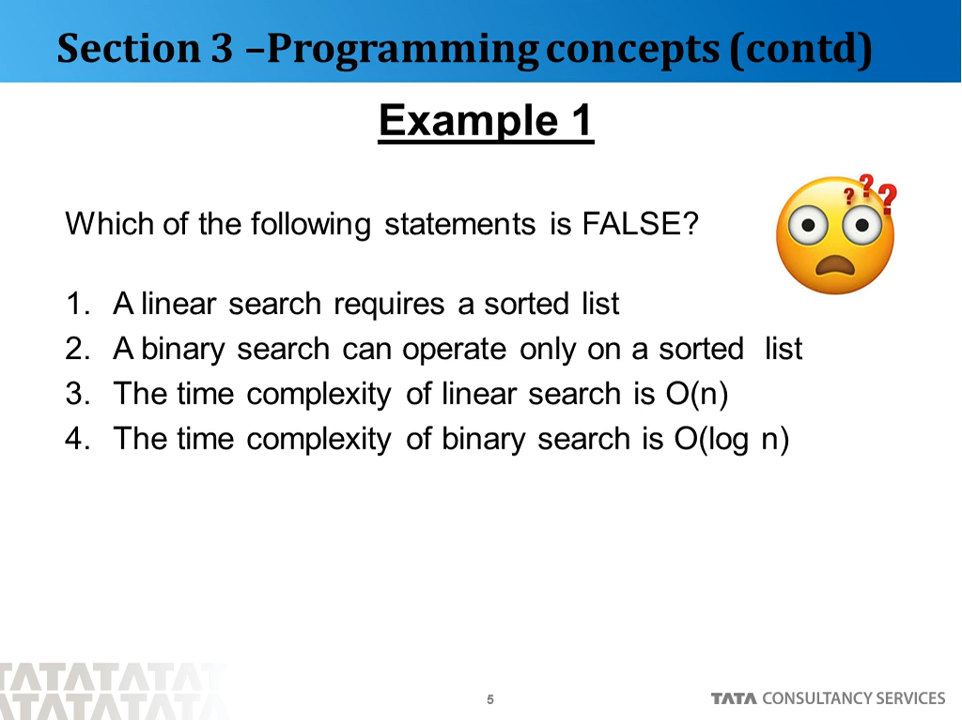 Section 3 –Programming concepts (contd)
Example 1
Which of the following statements is FALSE?
1. A linear search requires a sorted list
2. A binary search can operate only on a sorted list
3. The time complexity of linear search is O(n)
4. The time complexity of binary search is O(log n)
5
TATA CONSULTANCY SERVICES